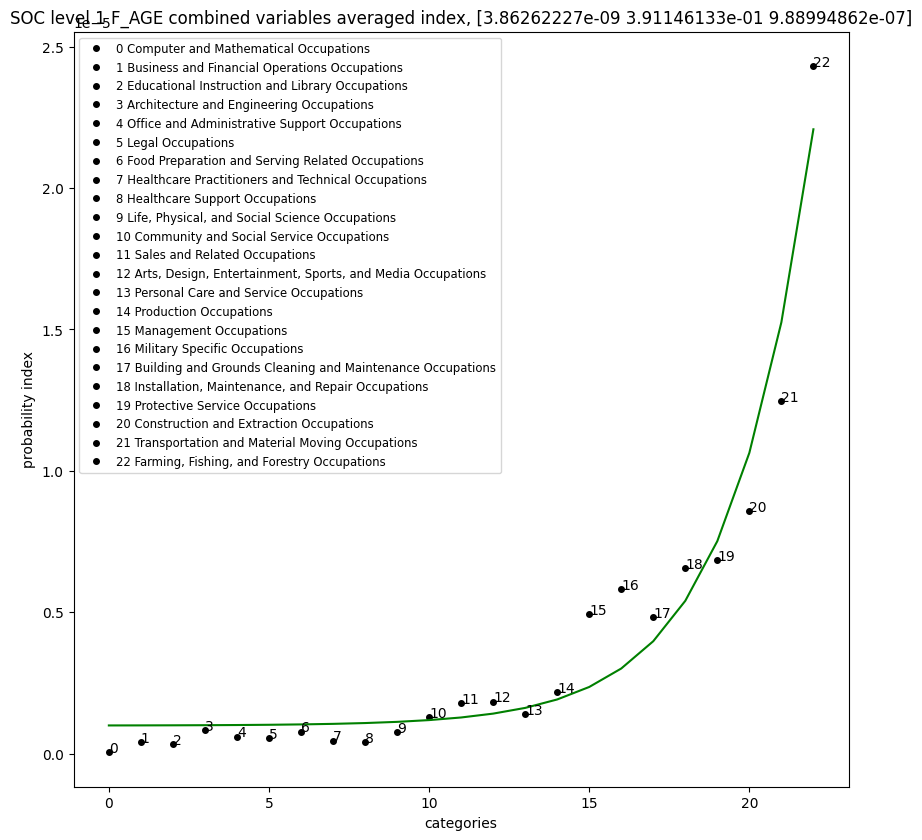 SOC level 1 F_AGE combined variables averaged index, [3.86262227e-09 3.91146133e-01 9.88994862e-07]
1e−5
2.5
2.0
1.5
1.0
0.5
0.0
probability index
0 Computer and Mathematical Occupations
1 Business and Financial Operations Occupations
2 Educational Instruction and Library Occupations
3 Architecture and Engineering Occupations
4 Office and Administrative Support Occupations
5 Legal Occupations
6 Food Preparation and Serving Related Occupations
7 Healthcare Practitioners and Technical Occupations
8 Healthcare Support Occupations
9 Life, Physical, and Social Science Occupations
10 Community and Social Service Occupations
11 Sales and Related Occupations
12 Arts, Design, Entertainment, Sports, and Media Occupations
13 Personal Care and Service Occupations
14 Production Occupations
15 Management Occupations
16 Military Specific Occupations
17 Building and Grounds Cleaning and Maintenance Occupations
18 Installation, Maintenance, and Repair Occupations
19 Protective Service Occupations
20 Construction and Extraction Occupations
21 Transportation and Material Moving Occupations
22 Farming, Fishing, and Forestry Occupations
0
1
2
3
4
5
6
7
8
9
10
11
12
13
14
15
16
17
18
19
20
21
22
0
5
10
15
20
categories